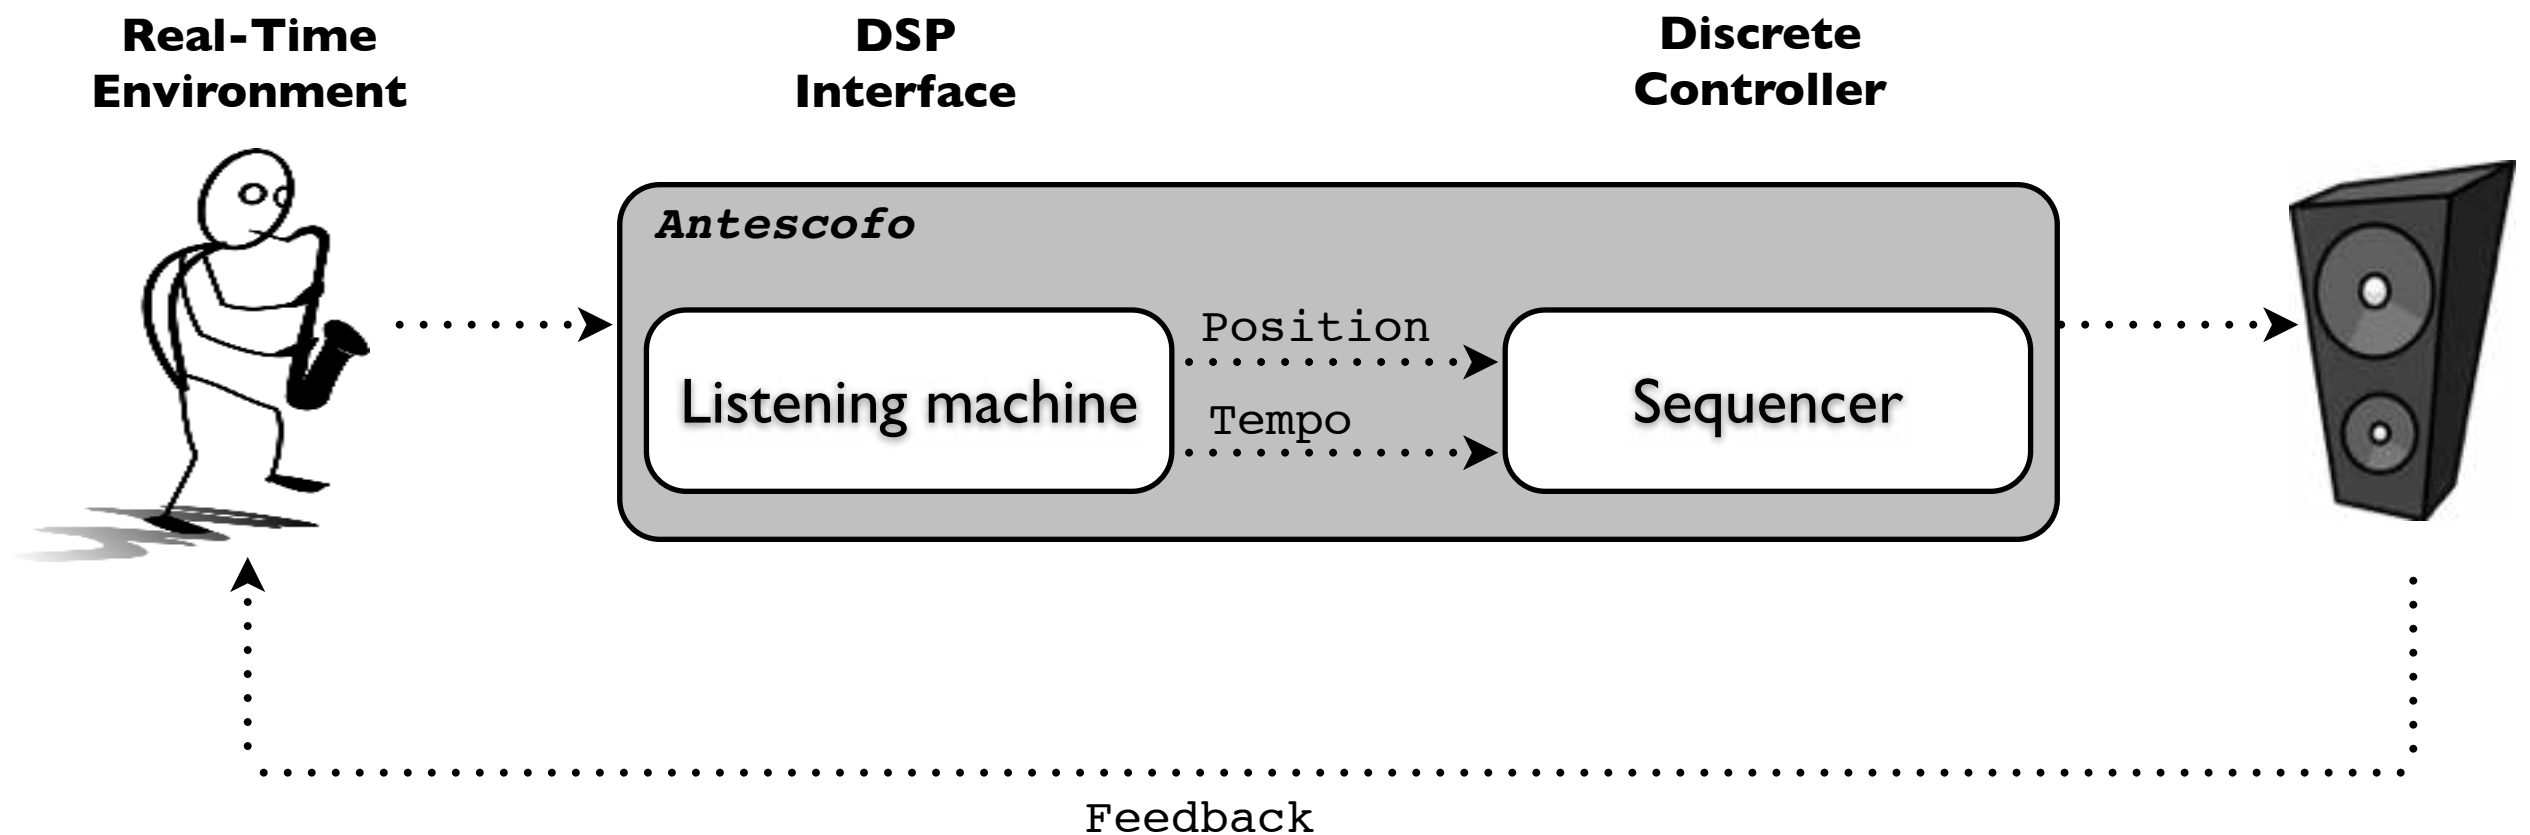 Real-Time
Environment
DSP
Interface
Discrete
Controller
Antescofo
Listening machine
Position
Tempo
Sequencer
Feedback